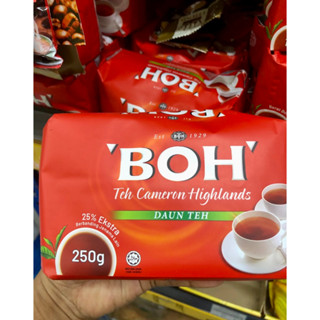 Est 1929
'BOH'
Teh Cameron Highlands
DAUN TEH
25% Ekstra
250g